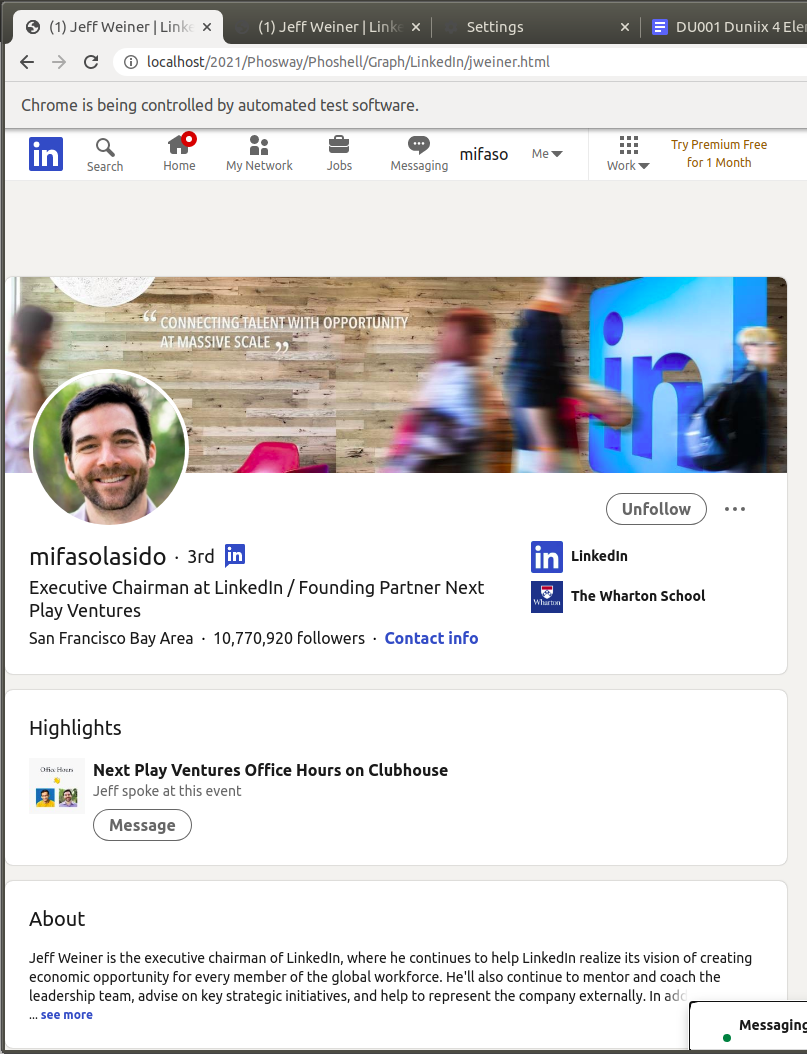 (1) Jeff Weiner | Linke
(1) Jeff Weiner | Linke
Settings
DU001 Duniix 4 Eler
localhost/2021/Phosway/Phoshell/Graph/LinkedIn/jweiner.html
Chrome is being controlled by automated test software.
in
Search
Home
My Network
Jobs
Messaging
mifaso
Me
Work
Try Premium Free
for 1 Month
“ CONNECTING TALENT WITH OPPORTUNITY
AT MASSIVE SCALE ”
in
Unfollow
mifasolasido · 3rd in
Executive Chairman at LinkedIn / Founding Partner Next
Play Ventures
San Francisco Bay Area · 10,770,920 followers · Contact info
in LinkedIn
Wharton The Wharton School
Highlights
Office Hours
Next Play Ventures Office Hours on Clubhouse
Jeff spoke at this event
Message
About
Jeff Weiner is the executive chairman of LinkedIn, where he continues to help LinkedIn realize its vision of creating
economic opportunity for every member of the global workforce. He'll also continue to mentor and coach the
leadership team, advise on key strategic initiatives, and help to represent the company externally. In add
... see more
Messaging